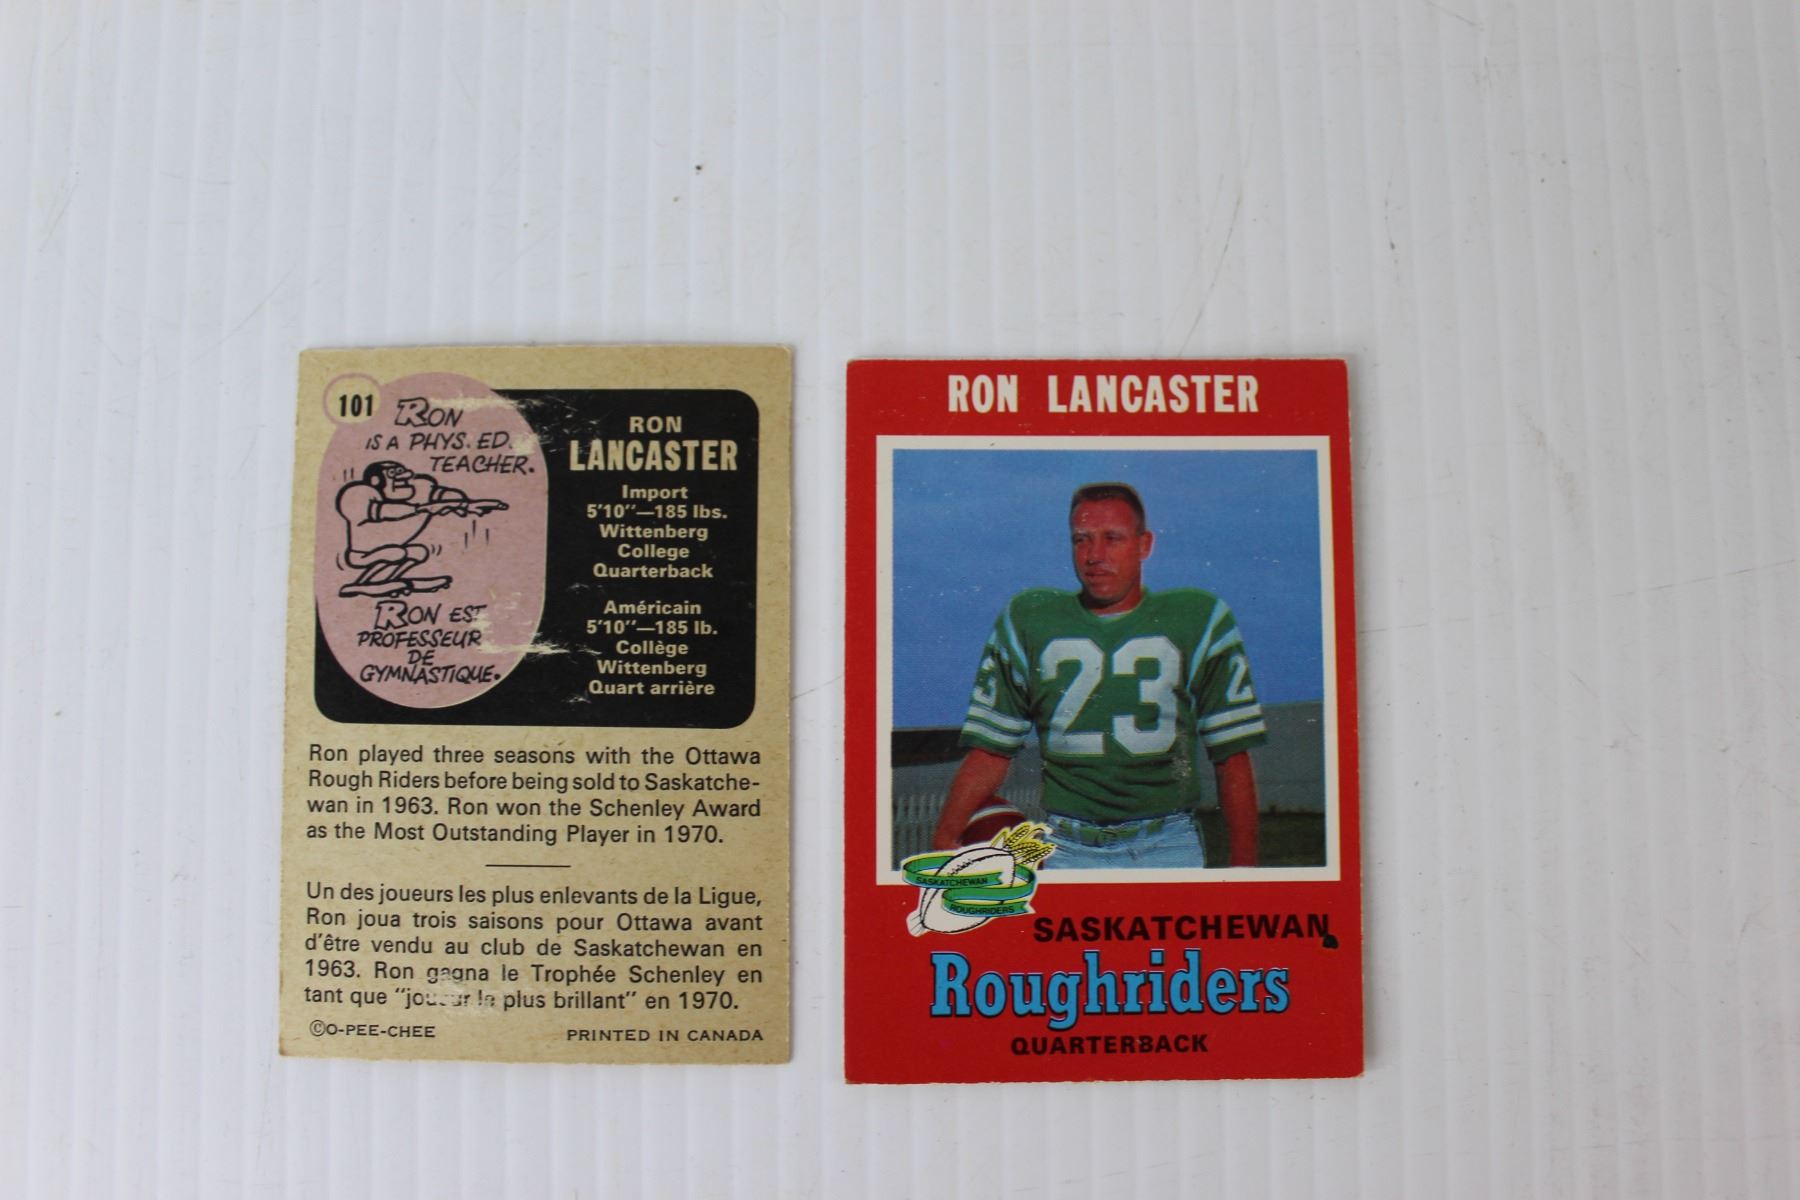 101
RON
IS A PHYS. ED.
TEACHER.
RON EST
PROFESSEUR
DE
GYMNASTIQUE.
RON
LANCASTER
Import
5'10"—185 lbs.
Wittenberg
College
Quarterback
Américain
5'10"—185 lb.
Collège
Wittenberg
Quart arrière
Ron played three seasons with the Ottawa
Rough Riders before being sold to Saskatche-
wan in 1963. Ron won the Schenley Award
as the Most Outstanding Player in 1970.
Un des joueurs les plus enlevants de la Ligue,
Ron joua trois saisons pour Ottawa avant
d'être vendu au club de Saskatchewan en
1963. Ron gagna le Trophée Schenley en
tant que "joueur le plus brillant" en 1970.
©O-PEE-CHEE PRINTED IN CANADA
RON LANCASTER
23
23
2
SASKATCHEWAN
ROUGHRIDERS
SASKATCHEWAN
Roughriders
QUARTERBACK